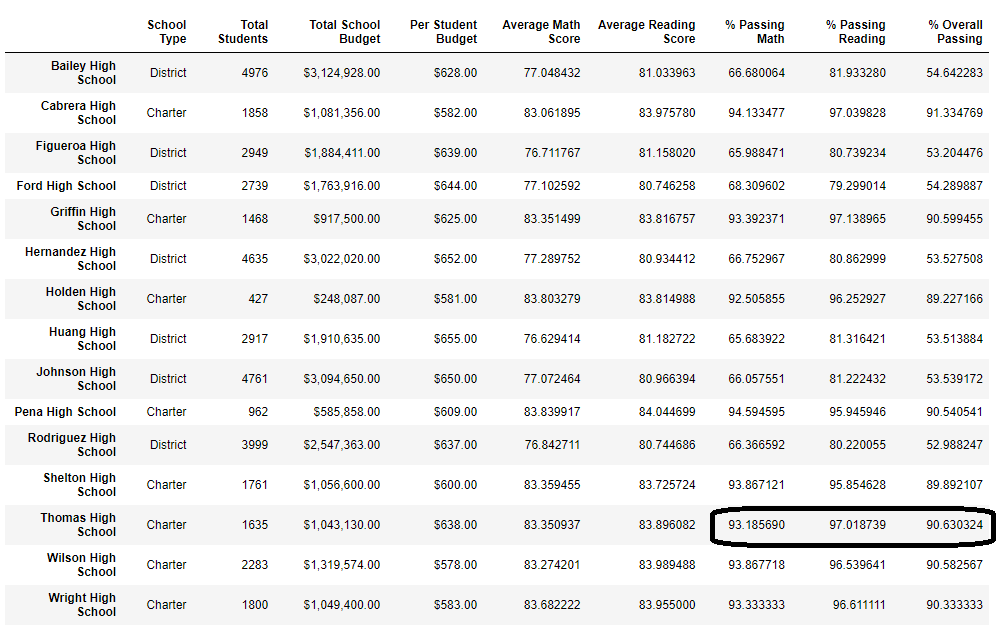 School Type Total Students Total School Budget Per Student Budget Average Math Score Average Reading Score % Passing Math % Passing Reading % Overall Passing
Bailey High School District 4976 $3,124,928.00 $628.00 77.048432 81.033963 66.680064 81.933280 54.642283
Cabrera High School Charter 1858 $1,081,356.00 $582.00 83.061895 83.975780 94.133477 97.039828 91.334769
Figueroa High School District 2949 $1,884,411.00 $639.00 76.711767 81.158020 65.988471 80.739234 53.204476
Ford High School District 2739 $1,763,916.00 $644.00 77.102592 80.746258 68.309602 79.299014 54.289887
Griffin High School Charter 1468 $917,500.00 $625.00 83.351499 83.816757 93.392371 97.138965 90.599455
Hernandez High School District 4635 $3,022,020.00 $652.00 77.289752 80.934412 66.752967 80.862999 53.527508
Holden High School Charter 427 $248,087.00 $581.00 83.803279 83.814988 92.505855 96.252927 89.227166
Huang High School District 2917 $1,910,635.00 $655.00 76.629414 81.182722 65.683922 81.316421 53.513884
Johnson High School District 4761 $3,094,650.00 $650.00 77.072464 80.966394 66.057551 81.222432 53.539172
Pena High School Charter 962 $585,858.00 $609.00 83.839917 84.044699 94.594595 95.945946 90.540541
Rodriguez High School District 3999 $2,547,363.00 $637.00 76.842711 80.744686 66.366592 80.220055 52.988247
Shelton High School Charter 1761 $1,056,600.00 $600.00 83.359455 83.725724 93.867121 95.854628 89.892107
Thomas High School Charter 1635 $1,043,130.00 $638.00 83.350937 83.896082 93.185690 97.018739 90.630324
Wilson High School Charter 2283 $1,319,574.00 $578.00 83.274201 83.989488 93.867718 96.539641 90.582567
Wright High School Charter 1800 $1,049,400.00 $583.00 83.682222 83.955000 93.333333 96.611111 90.333333